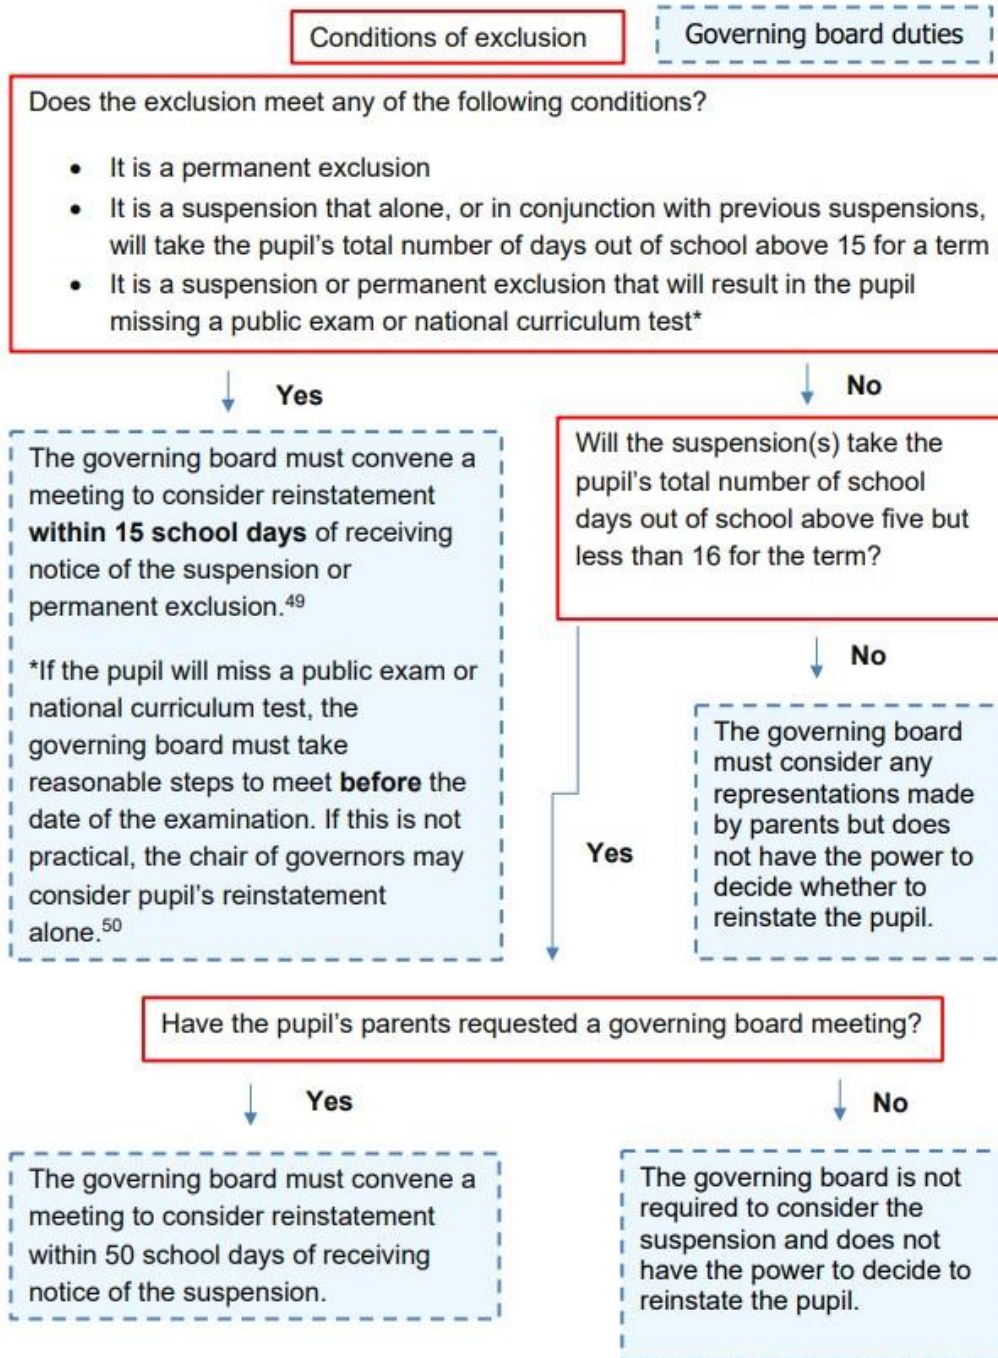 Conditions of exclusion
Governing board duties
Does the exclusion meet any of the following conditions?
• It is a permanent exclusion
• It is a suspension that alone, or in conjunction with previous suspensions,
will take the pupil's total number of days out of school above 15 for a term
• It is a suspension or permanent exclusion that will result in the pupil
missing a public exam or national curriculum test*
Yes
No
The governing board must convene a
meeting to consider reinstatement
within 15 school days of receiving
notice of the suspension or
permanent exclusion.49
*If the pupil will miss a public exam or
national curriculum test, the
governing board must take
reasonable steps to meet before the
date of the examination. If this is not
practical, the chair of governors may
consider pupil's reinstatement
alone.50
Will the suspension(s) take the
pupil's total number of school
days out of school above five but
less than 16 for the term?
No
The governing board
must consider any
representations made
by parents but does
not have the power to
decide whether to
reinstate the pupil.
Yes
Have the pupil's parents requested a governing board meeting?
Yes
No
The governing board must convene a
meeting to consider reinstatement
within 50 school days of receiving
notice of the suspension.
The governing board is not
required to consider the
suspension and does not
have the power to decide to
reinstate the pupil.